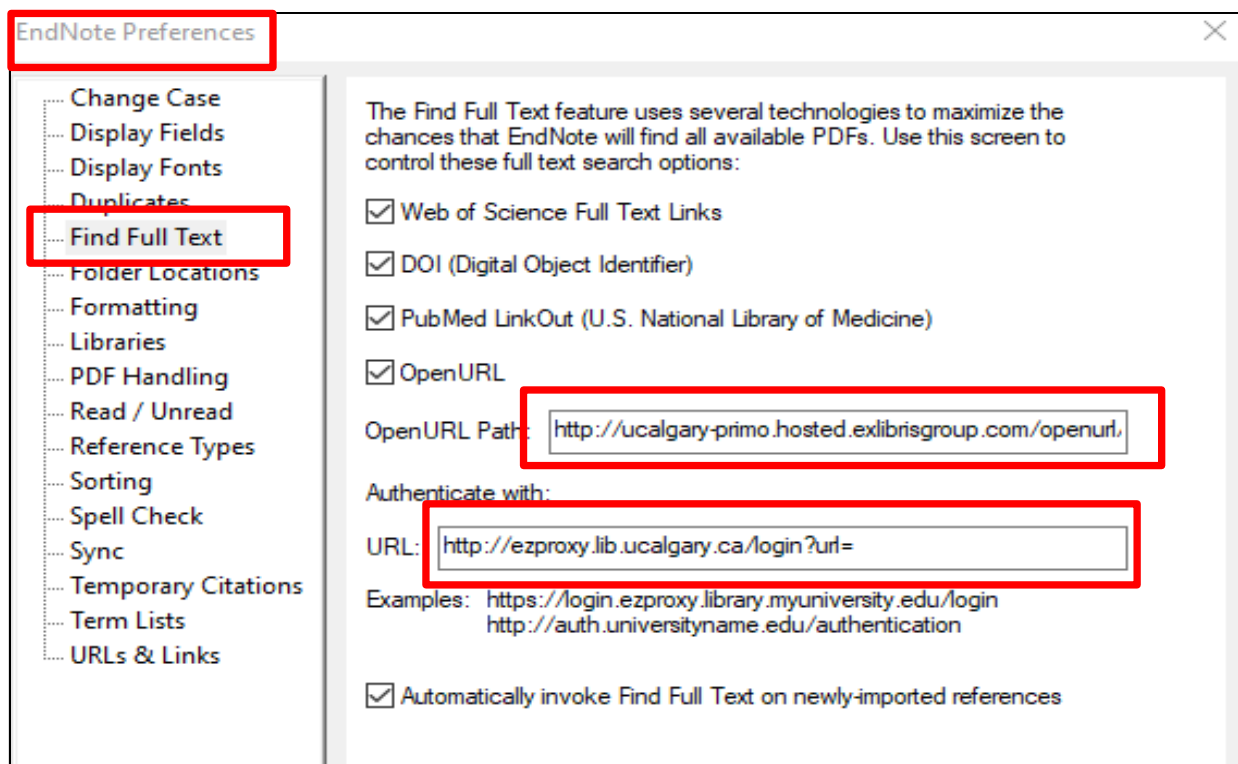 EndNote Preferences
Change Case
Display Fields
Display Fonts
Duplicates
Find Full Text
Folder Locations
Formatting
Libraries
PDF Handling
Read / Unread
Reference Types
Sorting
Spell Check
Sync
Temporary Citations
Term Lists
URLs & Links
The Find Full Text feature uses several technologies to maximize the
chances that EndNote will find all available PDFs. Use this screen to
control these full text search options:
Web of Science Full Text Links
DOI (Digital Object Identifier)
PubMed LinkOut (U.S. National Library of Medicine)
OpenURL
OpenURL Path: http://ucalgary-primo.hosted.exlibrisgroup.com/openurl/
Authenticate with:
URL: http://ezproxy.lib.ucalgary.ca/login?url=
Examples: https://login.ezproxy.library.myuniversity.edu/login
http://auth.universityname.edu/authentication
Automatically invoke Find Full Text on newly-imported references